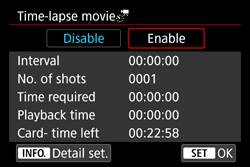 Time-lapse movie
Disable Enable
Interval 00:00:00
No. of shots 0001
Time required 00:00:00
Playback time 00:00:00
Card- time left 00:22:58
INFO. Detail set. SET OK